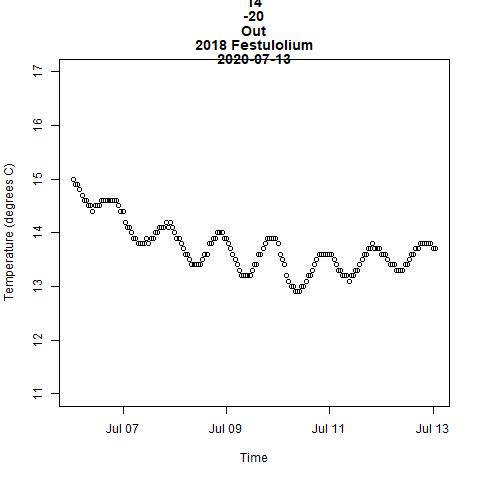 14
-20
Out
2018 Festulolium
2020-07-13
Temperature (degrees C)
17
16
15
14
13
12
11
Jul 07
Jul 09
Jul 11
Jul 13
Time